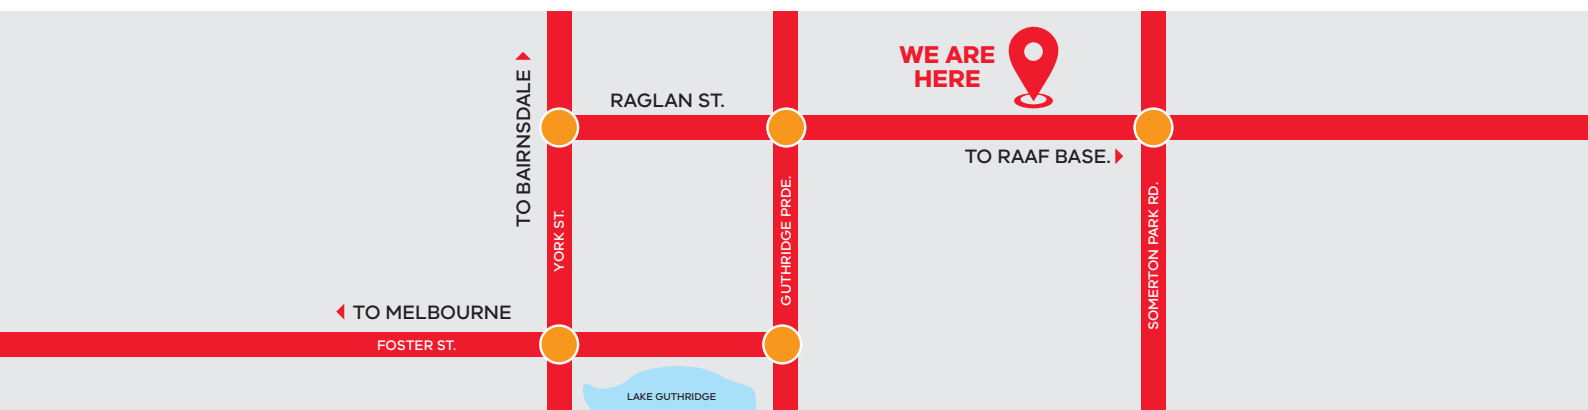 WE ARE
HERE
RAGLAN ST.
TO BAIRNSDALE
TO RAAF BASE.
YORK ST.
GUTHRIDGE PRDE.
SOMERTON PARK RD.
TO MELBOURNE
FOSTER ST.
LAKE GUTHRIDGE